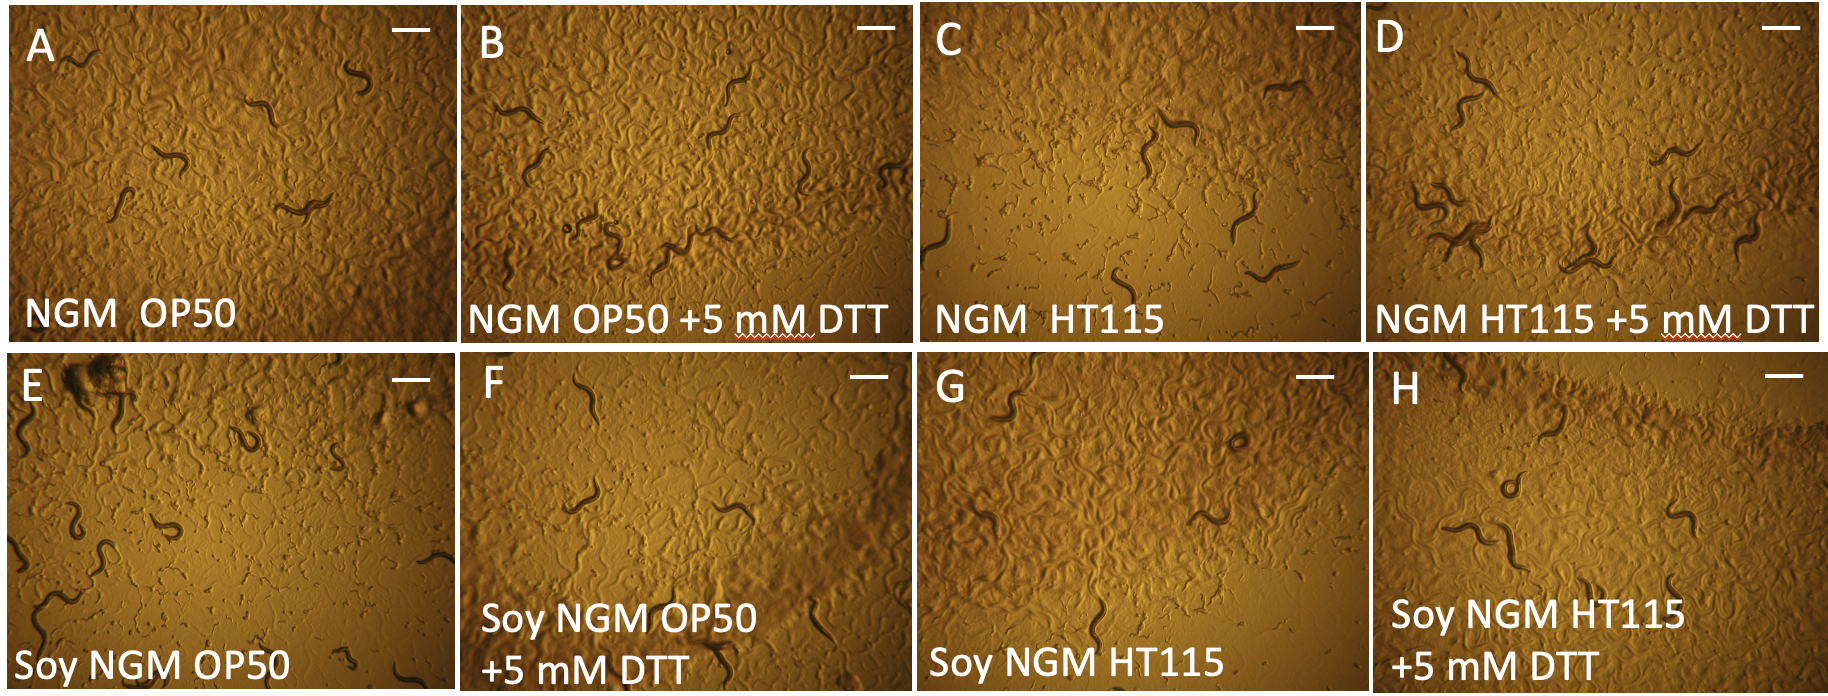 A
NGM  OP50
B
NGM OP50 +5 mM DTT
C
NGM  HT115
D
NGM HT115 +5 mM DTT
E
Soy NGM OP50
F
Soy NGM OP50
+5 mM DTT
G
Soy NGM HT115
H
Soy NGM HT115
+5 mM DTT